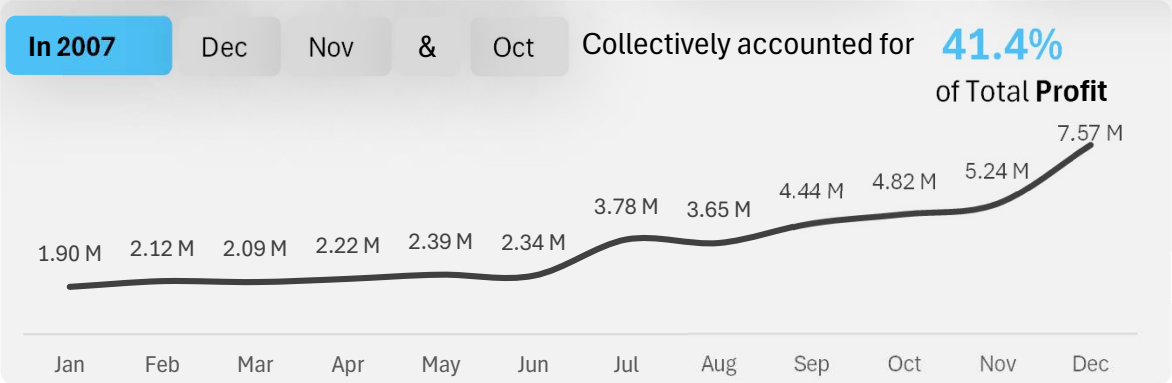 In 2007 Dec Nov & Oct Collectively accounted for 41.4%
of Total Profit
7.57 M
5.24 M
4.82 M
4.44 M
3.78 M 3.65 M
1.90 M 2.12 M 2.09 M 2.22 M 2.39 M 2.34 M
Jan Feb Mar Apr May Jun Jul Aug Sep Oct Nov Dec